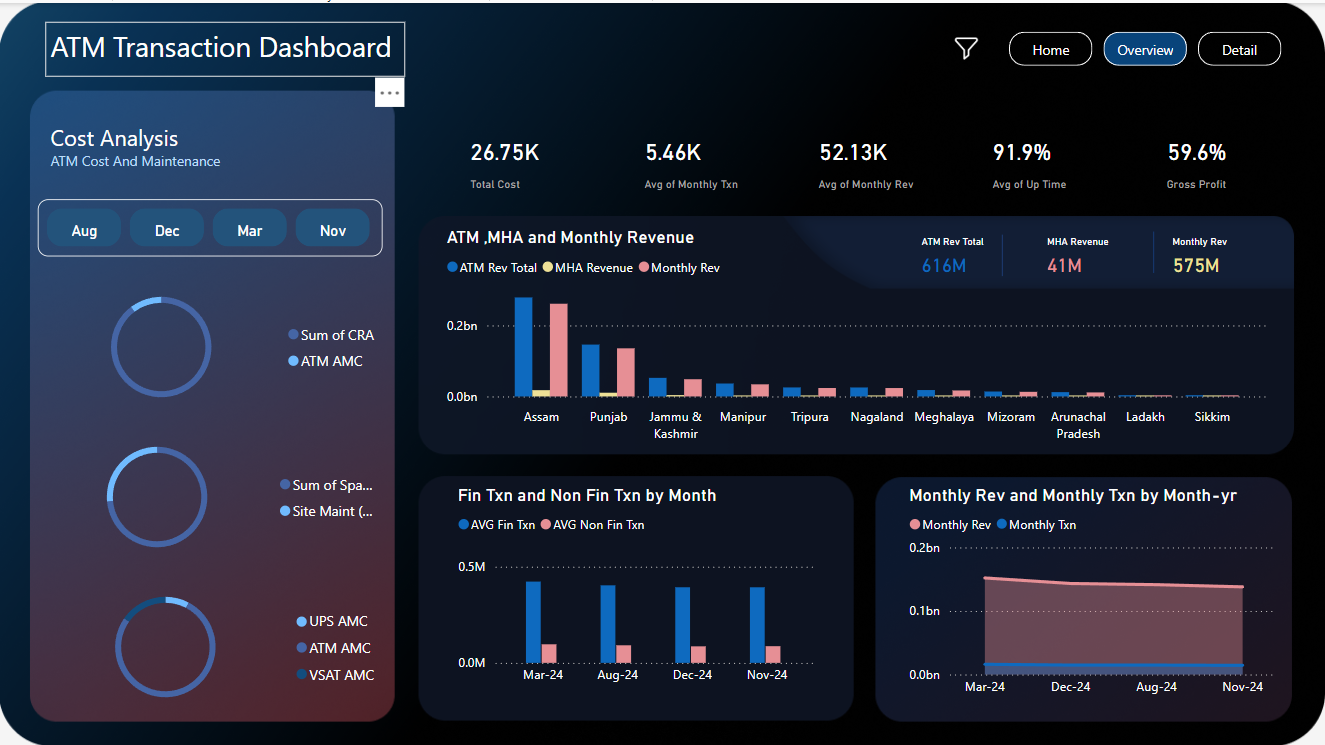 ATM Transaction Dashboard
Home
Overview
Detail
Cost Analysis
ATM Cost And Maintenance
Aug
Dec
Mar
Nov
Sum of CRA
ATM AMC
Sum of Spa...
Site Maint (...
UPS AMC
ATM AMC
VSAT AMC
26.75K
Total Cost
5.46K
Avg of Monthly Txn
52.13K
Avg of Monthly Rev
91.9%
Avg of Up Time
59.6%
Gross Profit
ATM ,MHA and Monthly Revenue
ATM Rev Total
MHA Revenue
Monthly Rev
ATM Rev Total
616M
MHA Revenue
41M
Monthly Rev
575M
0.2bn
0.0bn
Assam
Punjab
Jammu &
Kashmir
Manipur
Tripura
Nagaland
Meghalaya
Mizoram
Arunachal
Pradesh
Ladakh
Sikkim
Fin Txn and Non Fin Txn by Month
AVG Fin Txn
AVG Non Fin Txn
0.5M
0.0M
Mar-24
Aug-24
Dec-24
Nov-24
Monthly Rev and Monthly Txn by Month-yr
Monthly Rev
Monthly Txn
0.2bn
0.1bn
0.0bn
Mar-24
Dec-24
Aug-24
Nov-24